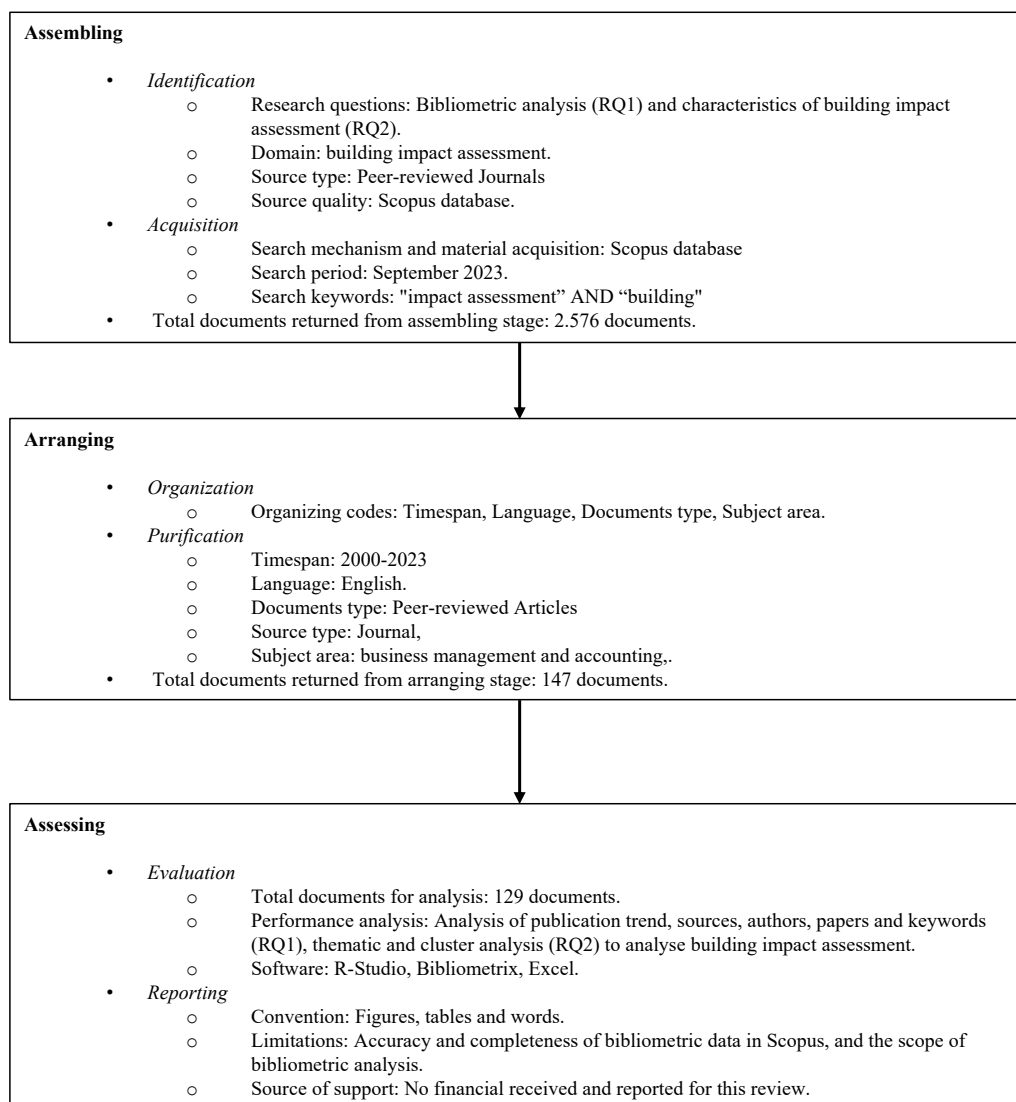 Assembling
• Identification
o Research questions: Bibliometric analysis (RQ1) and characteristics of building impact
assessment (RQ2).
o Domain: building impact assessment.
o Source type: Peer-reviewed Journals
o Source quality: Scopus database.
• Acquisition
o Search mechanism and material acquisition: Scopus database
o Search period: September 2023.
o Search keywords: "impact assessment” AND “building"
• Total documents returned from assembling stage: 2.576 documents.
Arranging
• Organization
o Organizing codes: Timespan, Language, Documents type, Subject area.
• Purification
o Timespan: 2000-2023
o Language: English.
o Documents type: Peer-reviewed Articles
o Source type: Journal,
o Subject area: business management and accounting,.
• Total documents returned from arranging stage: 147 documents.
Assessing
• Evaluation
o Total documents for analysis: 129 documents.
o Performance analysis: Analysis of publication trend, sources, authors, papers and keywords
(RQ1), thematic and cluster analysis (RQ2) to analyse building impact assessment.
o Software: R-Studio, Bibliometrix, Excel.
• Reporting
o Convention: Figures, tables and words.
o Limitations: Accuracy and completeness of bibliometric data in Scopus, and the scope of
bibliometric analysis.
o Source of support: No financial received and reported for this review.